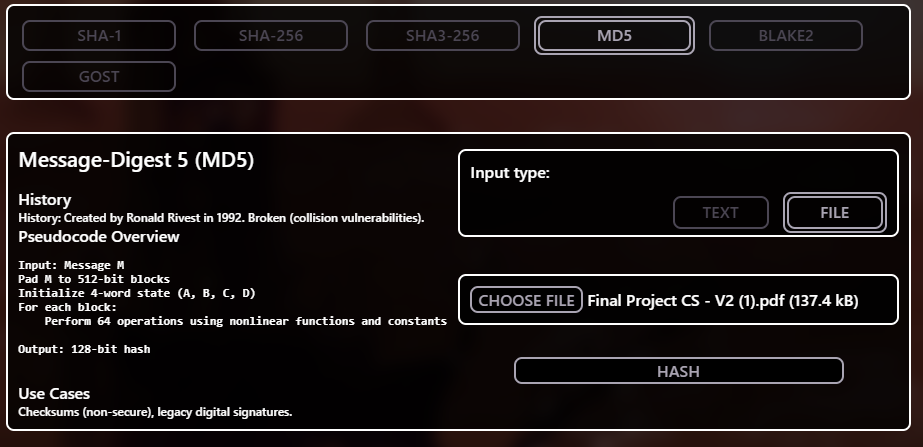 SHA-1 SHA-256 SHA3-256 MD5 BLAKE2
GOST
Message-Digest 5 (MD5)
History
History: Created by Ronald Rivest in 1992. Broken (collision vulnerabilities).
Pseudocode Overview
Input: Message M
Pad M to 512-bit blocks
Initialize 4-word state (A, B, C, D)
For each block:
    Perform 64 operations using nonlinear functions and constants
Output: 128-bit hash
Use Cases
Checksums (non-secure), legacy digital signatures.
Input type:
TEXT FILE
CHOOSE FILE Final Project CS - V2 (1).pdf (137.4 kB)
HASH